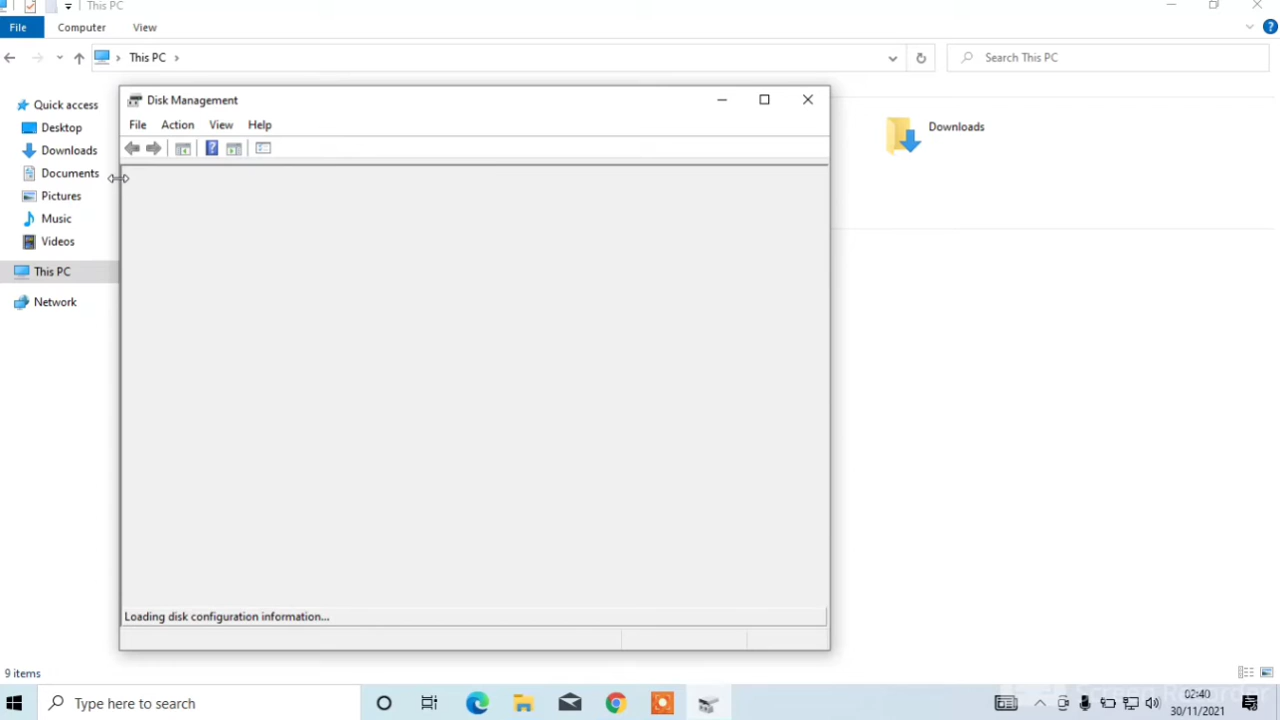 This PC
File Computer View
This PC
Search This PC
Quick access
Desktop
Downloads
Documents
Pictures
Music
Videos
This PC
Network
Disk Management
File Action View Help
Downloads
Loading disk configuration information...
9 items
Type here to search
02:40
30/11/2021